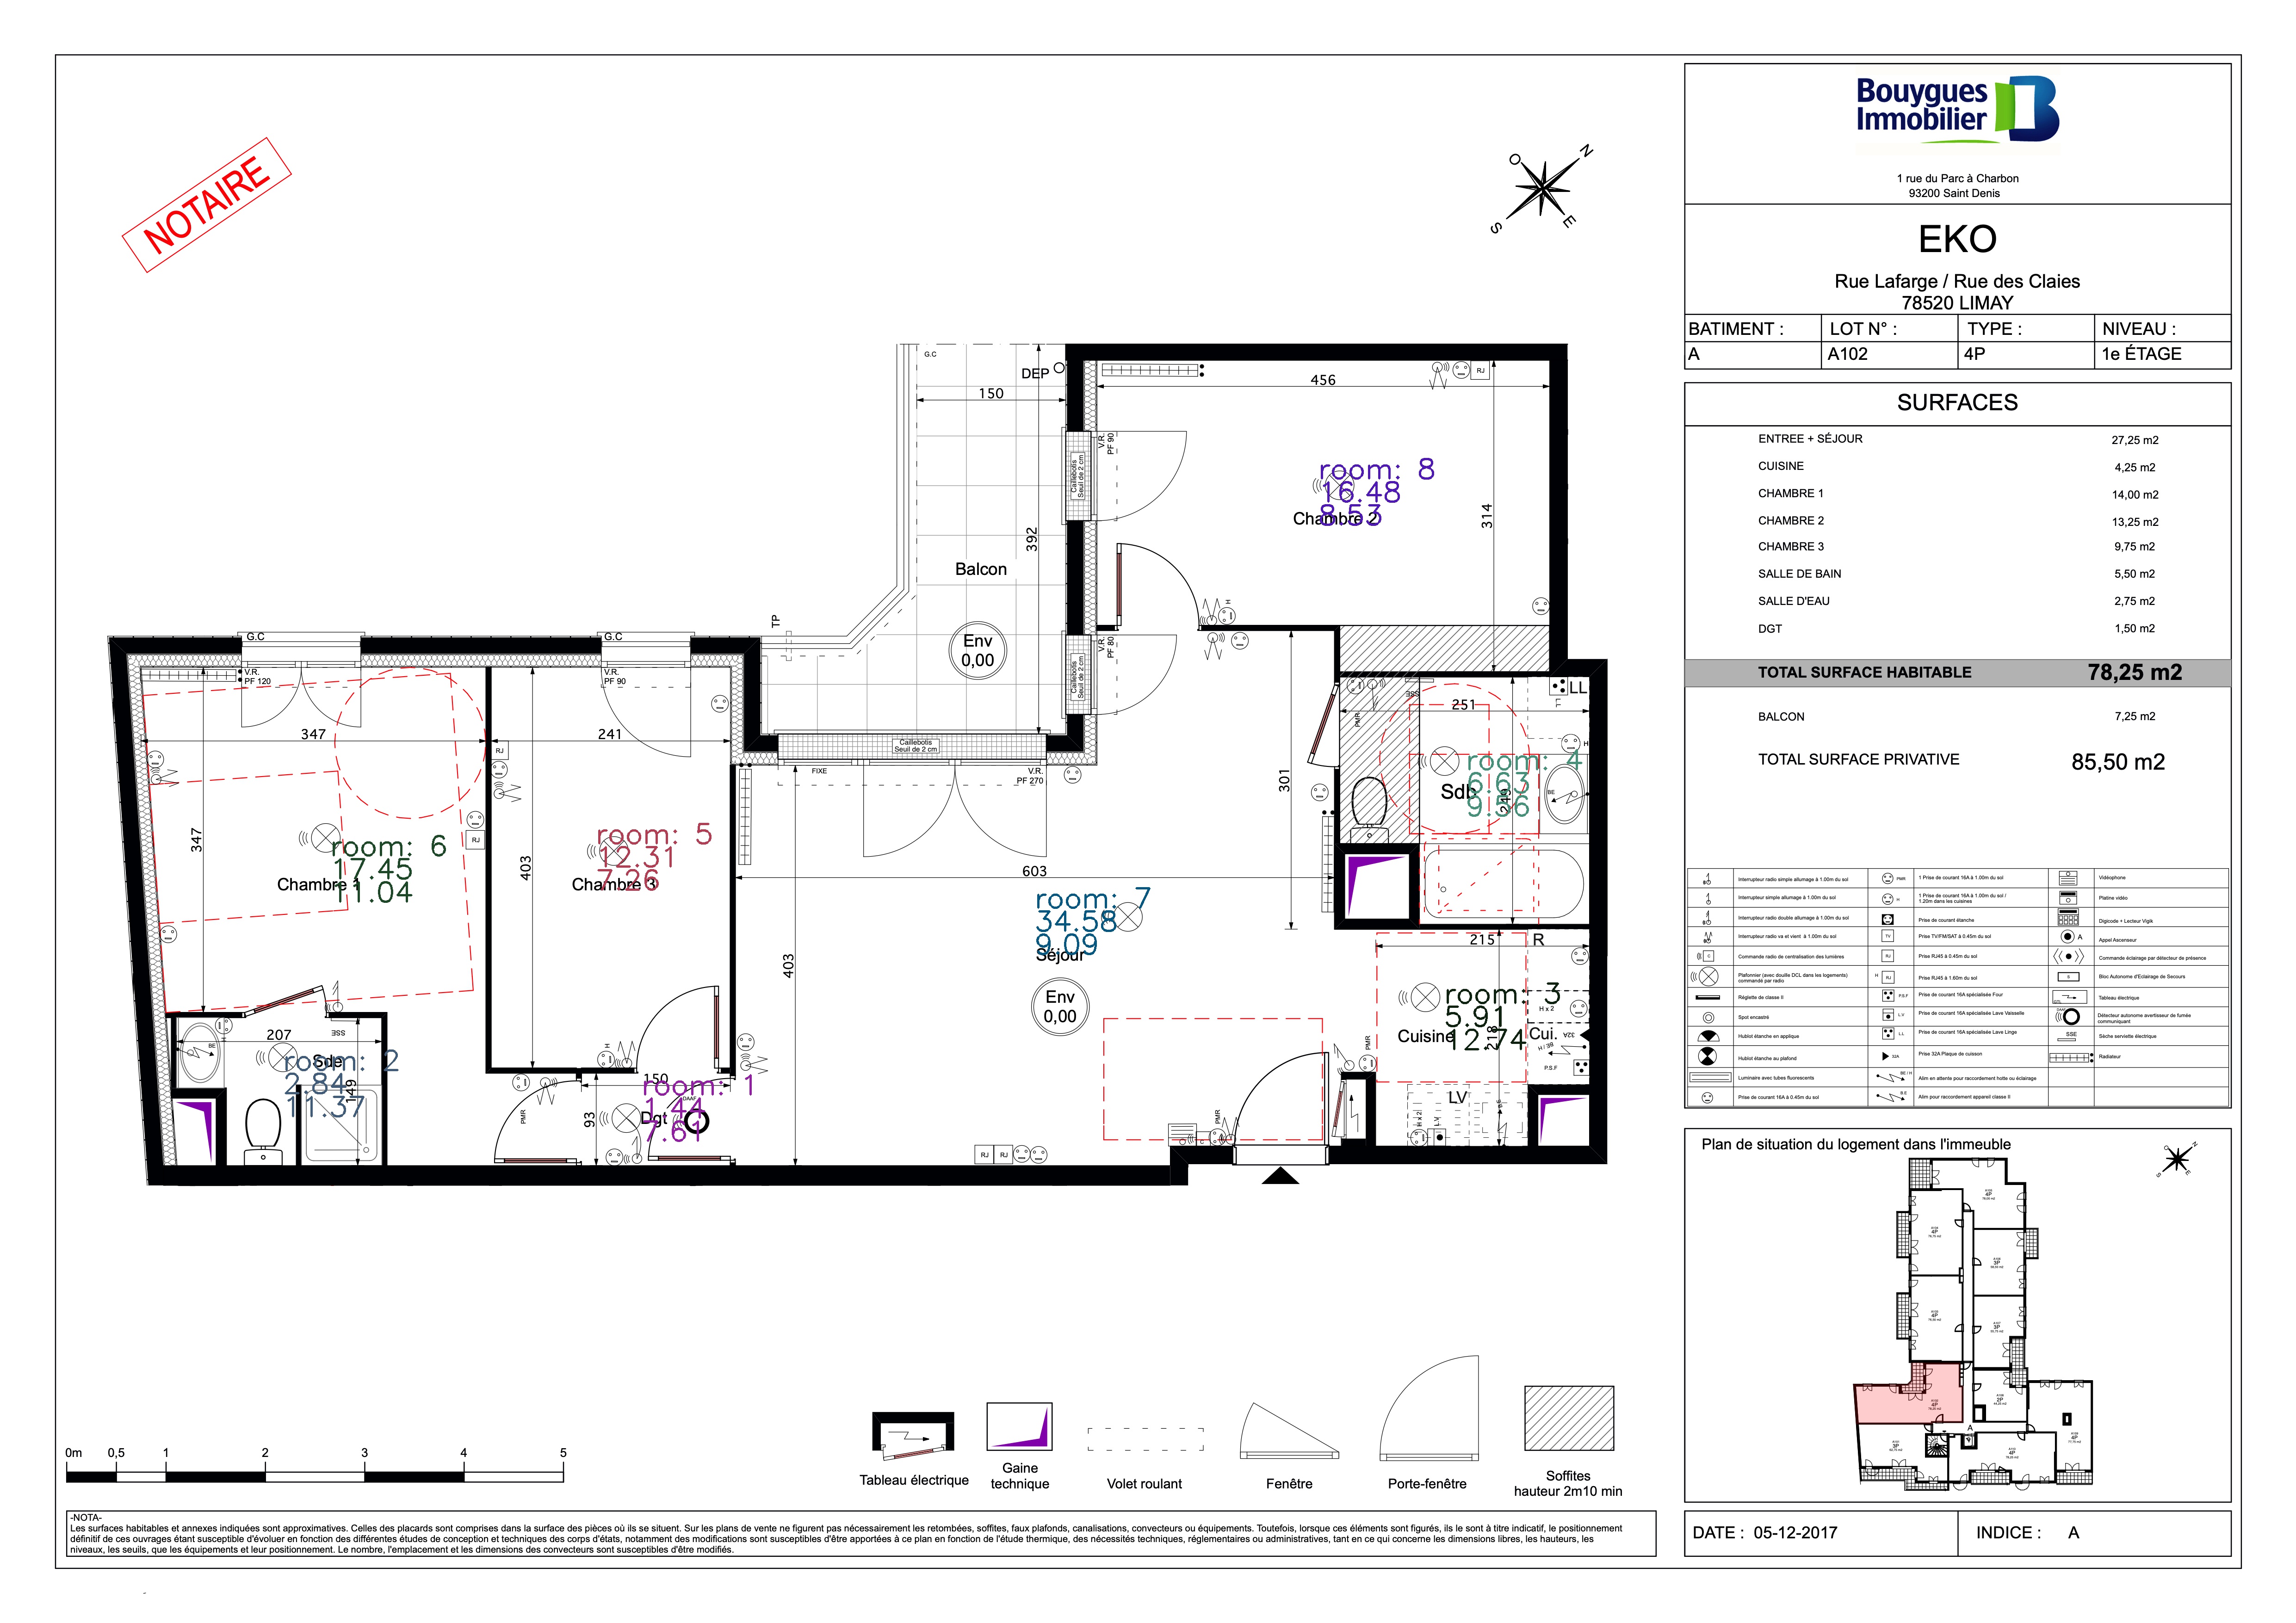 NOTAIRE
O
N
S
E
Bouygues
Immobilier
1 rue du Parc à Charbon
93200 Saint Denis
EKO
Rue Lafarge / Rue des Claies
78520 LIMAY
BATIMENT : LOT N° : TYPE : NIVEAU :
A A102 4P 1e ÉTAGE
SURFACES
ENTREE + SÉJOUR 27,25 m2
CUISINE 4,25 m2
CHAMBRE 1 14,00 m2
CHAMBRE 2 13,25 m2
CHAMBRE 3 9,75 m2
SALLE DE BAIN 5,50 m2
SALLE D'EAU 2,75 m2
DGT 1,50 m2
TOTAL SURFACE HABITABLE 78,25 m2
BALCON 7,25 m2
TOTAL SURFACE PRIVATIVE 85,50 m2
G.C
DEP
150
456
RJ
V.R.
PF 90
Caillebotis
Seuil de 2 cm
room: 8
16.48
8.53
Chambre 2
314
392
Balcon
H
TP
Env
0,00
V.R.
PF 80
Caillebotis
Seuil de 2 cm
G.C
G.C
V.R.
PF 120
V.R.
PF 90
347
241
RJ
Caillebotis
Seuil de 2 cm
FIXE
V.R.
PF 270
SSE
LL
LL
PMR
251
H
301
347
403
RJ
room: 6
17.45
11.04
Chambre 1
room: 5
12.31
7.26
Chambre 3
603
room: 7
34.58
9.09
Séjour
403
Env
0,00
room: 4
6.63
9.56
Sdb
249
BE
215
R
room: 3
5.91
12.74
Cuisine
218
H x 2
Cui.
32A
BE / H
P.S.F
PMR
LV
H x 2
L.V
207
SSE
H
BE
room: 2
2.84
11.37
Sde
149
H
150
room: 1
1.44
7.61
Dgt
DAAF
93
PMR
PMR
RJ RJ
Interrupteur radio simple allumage à 1.00m du sol
PMR
1 Prise de courant 16A à 1.00m du sol
Vidéophone
Interrupteur simple allumage à 1.00m du sol
H
1 Prise de courant 16A à 1.00m du sol /
1.20m dans les cuisines
Platine vidéo
Interrupteur radio double allumage à 1.00m du sol
Prise de courant étanche
Digicode + Lecteur Vigik
Interrupteur radio va et vient à 1.00m du sol
TV
Prise TV/FM/SAT à 0.45m du sol
A
Appel Ascenseur
Commande radio de centralisation des lumières
RJ
Prise RJ45 à 0.45m du sol
Commande éclairage par détecteur de présence
Plafonnier (avec douille DCL dans les logements)
commandé par radio
H RJ
Prise RJ45 à 1.60m du sol
Bloc Autonome d'Eclairage de Secours
Réglette de classe II
P.S.F
Prise de courant 16A spécialisée Four
Tableau électrique
Spot encastré
L.V
Prise de courant 16A spécialisée Lave Vaisselle
Détecteur autonome avertisseur de fumée
communiquant
Hublot étanche en applique
L.L
Prise de courant 16A spécialisée Lave Linge
SSE
Sèche serviette électrique
Hublot étanche au plafond
32A
Prise 32A Plaque de cuisson
Radiateur
Luminaire avec tubes fluorescents
BE / H
Alim en attente pour raccordement hotte ou éclairage
Prise de courant 16A à 0.45m du sol
Alim pour raccordement appareil classe II
Plan de situation du logement dans l'immeuble
N
S
E
4P
4P
3P
4P
3P
4P
2P
A
3P
4P
4P
0m 0,5 1 2 3 4 5
Tableau électrique
Gaine
technique
Volet roulant
Fenêtre
Porte-fenêtre
Soffites
hauteur 2m10 min
-NOTA-
Les surfaces habitables et annexes indiquées sont approximatives. Celles des placards sont comprises dans la surface des pièces où ils se situent. Sur les plans de vente ne figurent pas nécessairement les retombées, soffites, faux plafonds, canalisations, convecteurs ou équipements. Toutefois, lorsque ces éléments sont figurés, ils le sont à titre indicatif, le positionnement
définitif de ces ouvrages étant susceptible d'évoluer en fonction des différentes études de conception et techniques des corps d'états, notamment des modifications sont susceptibles d'être apportées à ce plan en fonction de l'étude thermique, des nécessités techniques, réglementaires ou administratives, tant en ce qui concerne les dimensions libres, les hauteurs, les
niveaux, les seuils, que les équipements et leur positionnement. Le nombre, l'emplacement et les dimensions des convecteurs sont susceptibles d'être modifiés.
DATE : 05-12-2017 INDICE : A